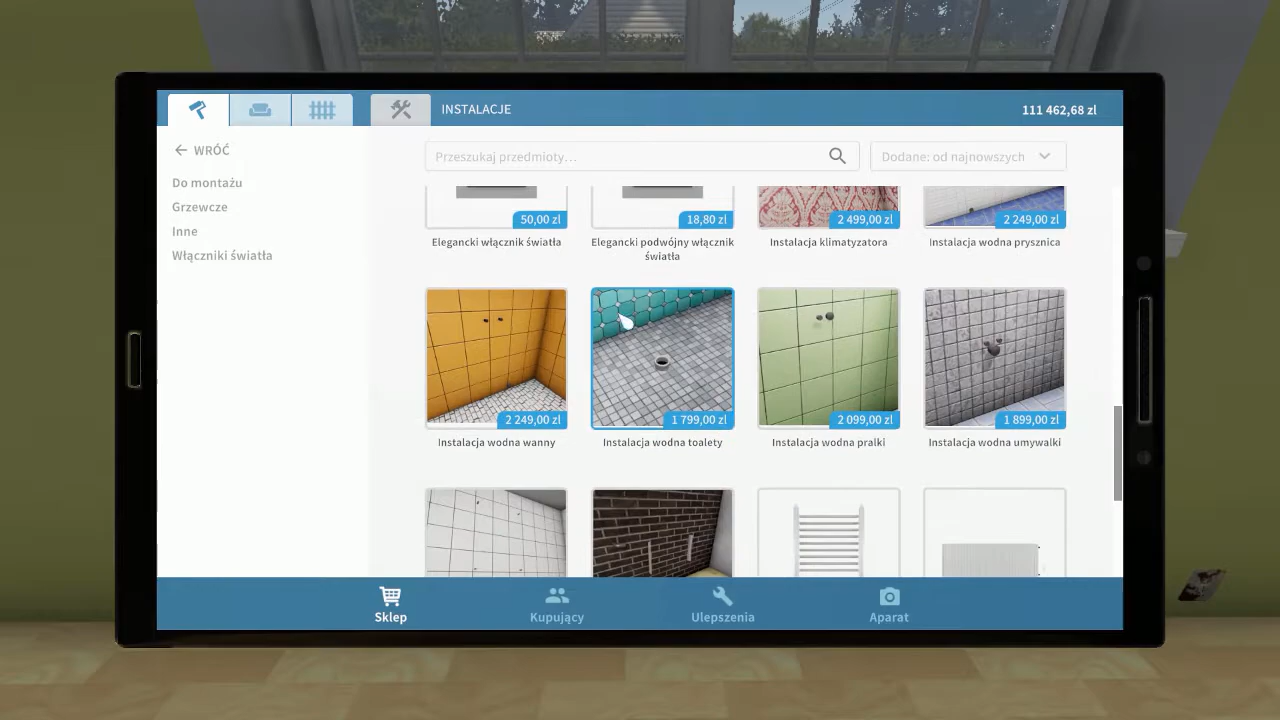 INSTALACJE
111 462,68 zł
WRÓĆ
Przeszukaj przedmioty...
Dodane: od najnowszych
Do montażu
Grzewcze
Inne
Włączniki światła
50,00 zł
18,80 zł
2 499,00 zł
2 249,00 zł
Elegancki włącznik światła
Elegancki podwójny włącznik
światła
Instalacja klimatyzatora
Instalacja wodna prysznica
2 249,00 zł
1 799,00 zł
2 099,00 zł
1 899,00 zł
Instalacja wodna wanny
Instalacja wodna toalety
Instalacja wodna pralki
Instalacja wodna umywalki
Sklep
Kupujący
Ulepszenia
Aparat